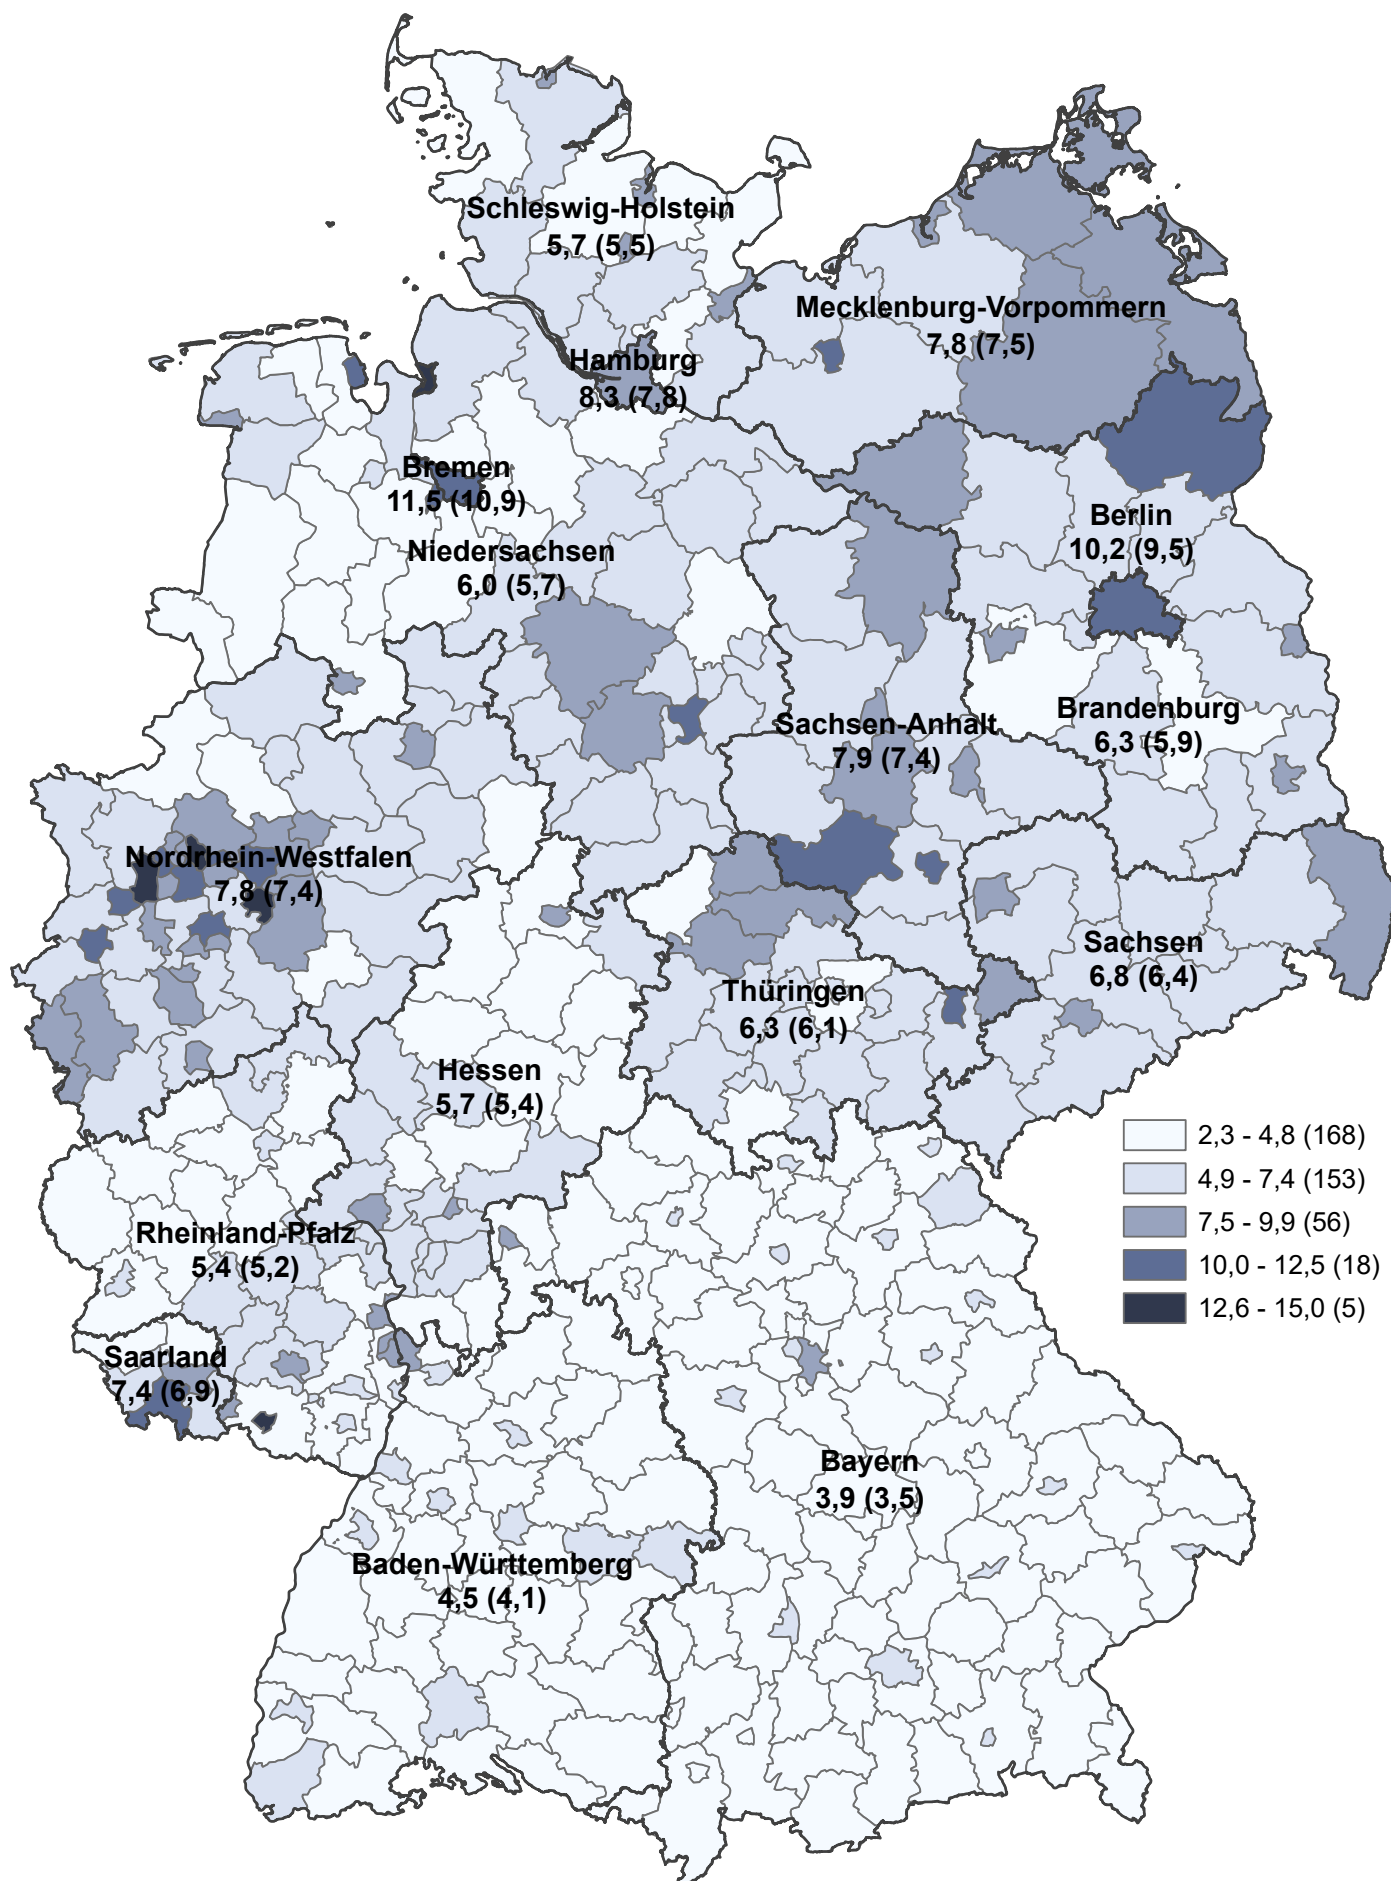 Schleswig-Holstein
5,7 (5,5)
Mecklenburg-Vorpommern
7,8 (7,5)
Hamburg
8,3 (7,8)
Bremen
11,5 (10,9)
Niedersachsen
6,0 (5,7)
Berlin
10,2 (9,5)
Brandenburg
6,3 (5,9)
Sachsen-Anhalt
7,9 (7,4)
Nordrhein-Westfalen
7,8 (7,4)
Sachsen
6,8 (6,4)
Thüringen
6,3 (6,1)
Hessen
5,7 (5,4)
2,3 - 4,8 (168)
4,9 - 7,4 (153)
7,5 - 9,9 (56)
10,0 - 12,5 (18)
12,6 - 15,0 (5)
Rheinland-Pfalz
5,4 (5,2)
Saarland
7,4 (6,9)
Bayern
3,9 (3,5)
Baden-Württemberg
4,5 (4,1)